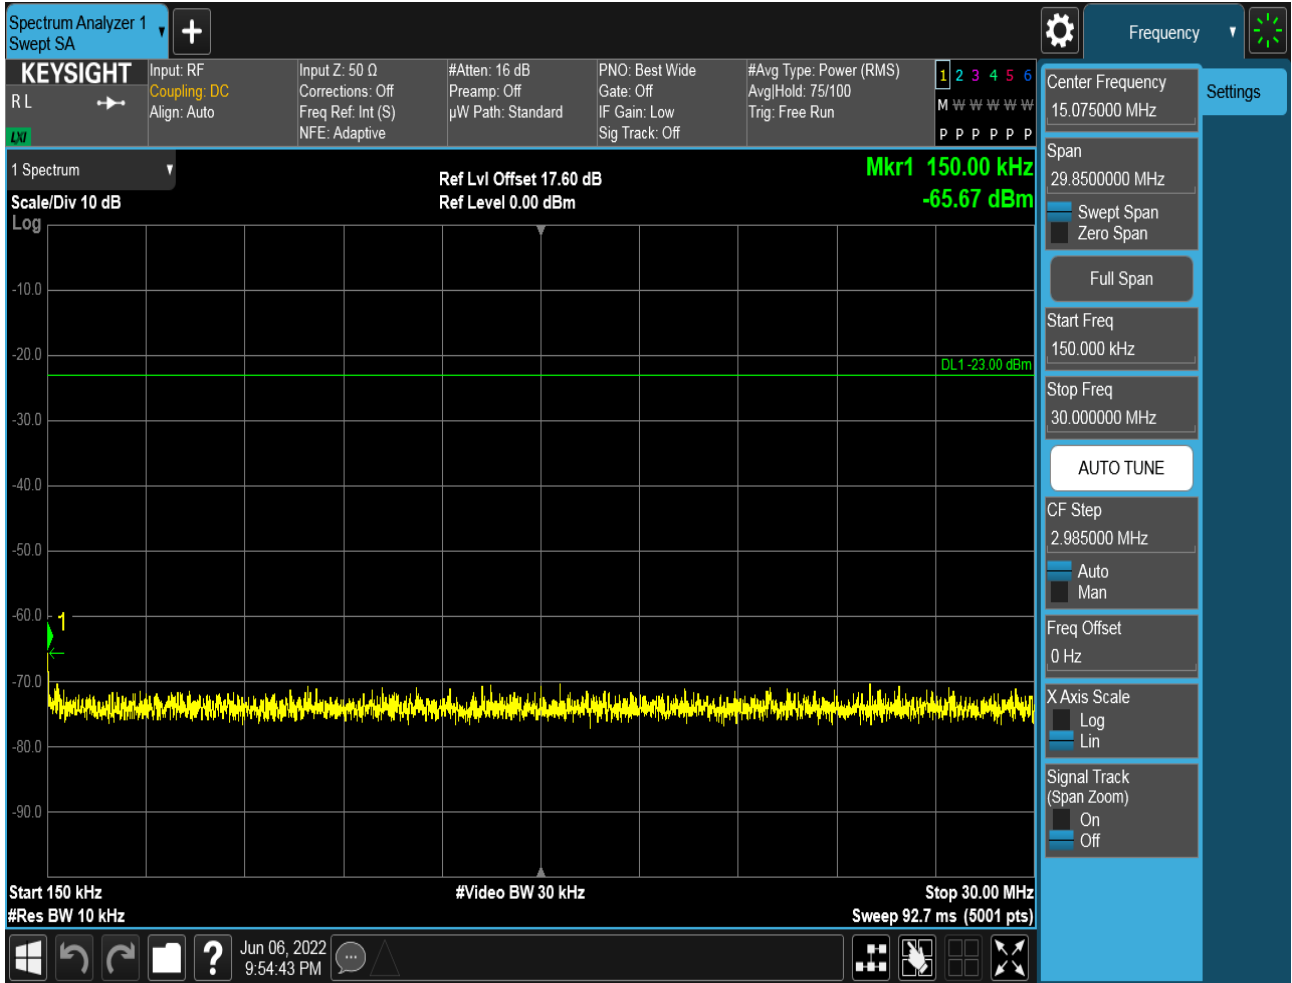 Spectrum Analyzer 1
Swept SA
Frequency
KEYSIGHT
R L
LXI
Input: RF
Coupling: DC
Align: Auto
Input Z: 50 Ω
Corrections: Off
Freq Ref: Int (S)
NFE: Adaptive
#Atten: 16 dB
Preamp: Off
µW Path: Standard
PNO: Best Wide
Gate: Off
IF Gain: Low
Sig Track: Off
#Avg Type: Power (RMS)
Avg|Hold: 75/100
Trig: Free Run
1 2 3 4 5 6
M W W W W W
P P P P P P
1 Spectrum
Scale/Div 10 dB
Log
Ref Lvl Offset 17.60 dB
Ref Level 0.00 dBm
Mkr1 150.00 kHz
-65.67 dBm
-10.0
-20.0
DL1 -23.00 dBm
-30.0
-40.0
-50.0
-60.0
1
-70.0
-80.0
-90.0
Start 150 kHz
#Video BW 30 kHz
Stop 30.00 MHz
#Res BW 10 kHz
Sweep 92.7 ms (5001 pts)
Center Frequency
15.075000 MHz
Settings
Span
29.8500000 MHz
Swept Span
Zero Span
Full Span
Start Freq
150.000 kHz
Stop Freq
30.000000 MHz
AUTO TUNE
CF Step
2.985000 MHz
Auto
Man
Freq Offset
0 Hz
X Axis Scale
Log
Lin
Signal Track
(Span Zoom)
On
Off
?
Jun 06, 2022
9:54:43 PM